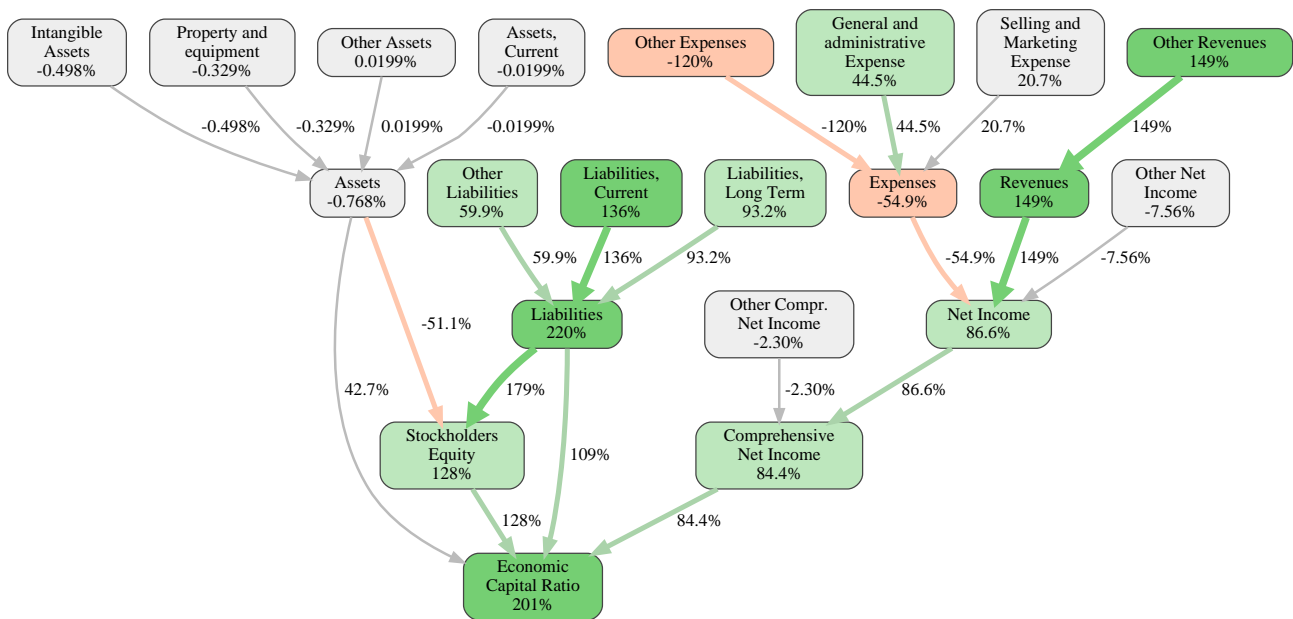 Intangible
Assets
-0.498%
Property and
equipment
-0.329%
Other Assets
0.0199%
Assets,
Current
-0.0199%
Other Expenses
-120%
General and
administrative
Expense
44.5%
Selling and
Marketing
Expense
20.7%
Other Revenues
149%
-0.498%
-0.329%
0.0199%
-0.0199%
-120%
44.5%
20.7%
149%
Assets
-0.768%
Other
Liabilities
59.9%
Liabilities,
Current
136%
Liabilities,
Long Term
93.2%
Expenses
-54.9%
Revenues
149%
Other Net
Income
-7.56%
59.9%
136%
93.2%
-54.9%
149%
-7.56%
-51.1%
Liabilities
220%
Other Compr.
Net Income
-2.30%
Net Income
86.6%
42.7%
179%
-2.30%
86.6%
Stockholders
Equity
128%
109%
Comprehensive
Net Income
84.4%
128%
84.4%
Economic
Capital Ratio
201%